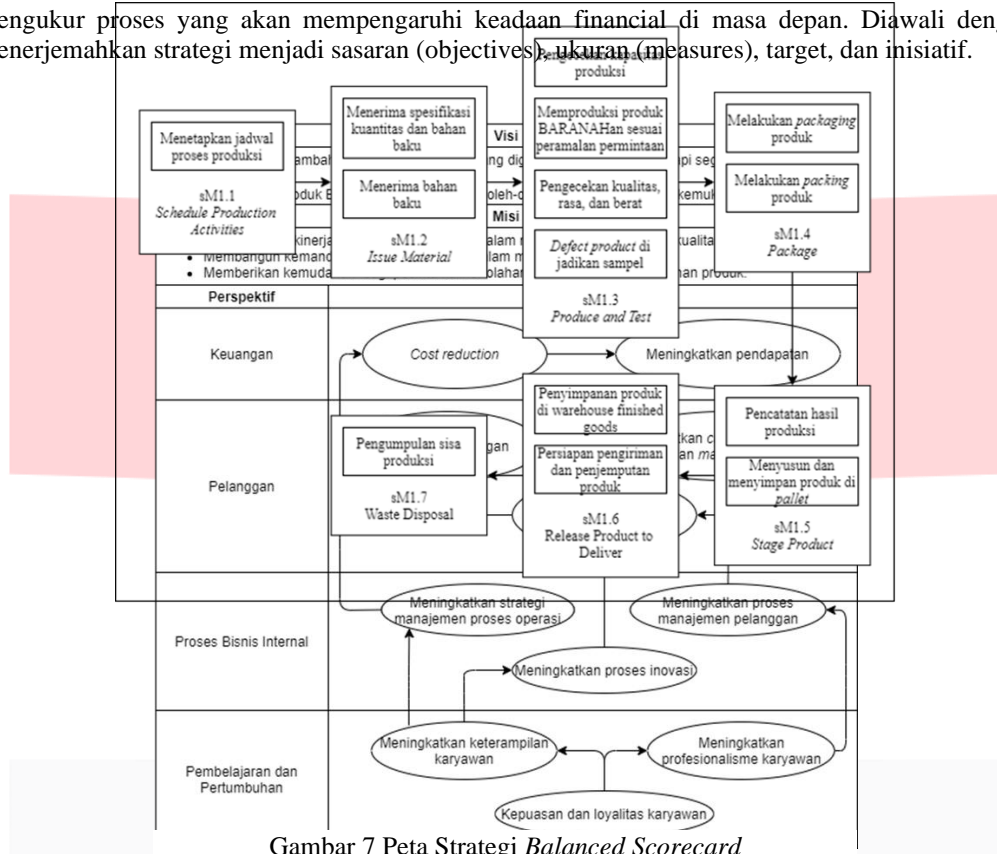 engukur proses yang akan mempengaruhi keadaan financial di masa depan. Diawali deng
enerjemahkan strategi menjadi sasaran (objectives), ukuran (measures), target, dan inisiatif.
Pengecekan kapasitas
produksi
Memproduksi produk
BARANAHan sesuai
peramalan permintaan
Pengecekan kualitas,
rasa, dan berat
Defect product di
jadikan sampel
sM1.3
Produce and Test
Menerima spesifikasi
kuantitas dan bahan
baku
Menerima bahan
baku
sM1.2
Issue Material
Menetapkan jadwal
proses produksi
sM1.1
Schedule Production
Activities
Melakukan packaging
produk
Melakukan packing
produk
sM1.4
Package
Visi
Misi
kinerja
kualita
Membangun
Memberikan
produk.
Perspektif
Keuangan
Cost reduction
Meningkatkan pendapatan
Pelanggan
Pengumpulan sisa
produksi
sM1.7
Waste Disposal
Penyimpanan produk
di warehouse finished
goods
Persiapan pengiriman
dan penjemputan
produk
sM1.6
Release Product to
Deliver
Pencatatan hasil
produksi
Menyusun dan
menyimpan produk di
pallet
sM1.5
Stage Product
Proses Bisnis Internal
Meningkatkan strategi
manajemen proses operasi
Meningkatkan proses
manajemen pelanggan
Meningkatkan proses inovasi
Pembelajaran dan
Pertumbuhan
Meningkatkan keterampilan
karyawan
Meningkatkan
profesionalisme karyawan
Kepuasan dan loyalitas karyawan
Gambar 7 Peta Strategi Balanced Scorecard